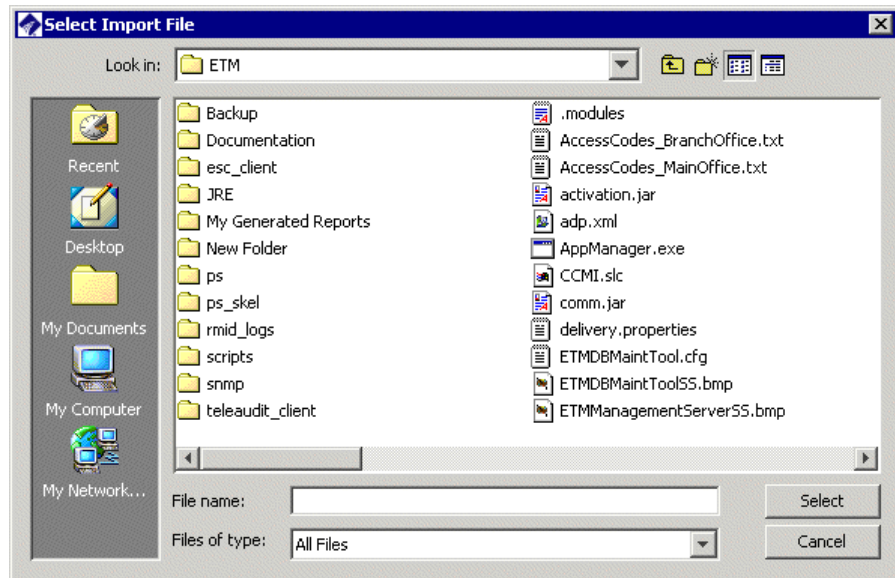 Select Import File
Look in:
ETM
Recent
Desktop
My Documents
My Computer
My Network...
Backup
Documentation
esc_client
JRE
My Generated Reports
New Folder
ps
ps_skel
rmid_logs
scripts
snmp
teleaudit_client
.modules
AccessCodes_BranchOffice.txt
AccessCodes_MainOffice.txt
activation.jar
adp.xml
AppManager.exe
CCMI.slc
comm.jar
delivery.properties
ETMDBMaintTool.cfg
ETMDBMaintToolSS.bmp
ETMManagementServerSS.bmp
File name:
Select
Files of type:
All Files
Cancel